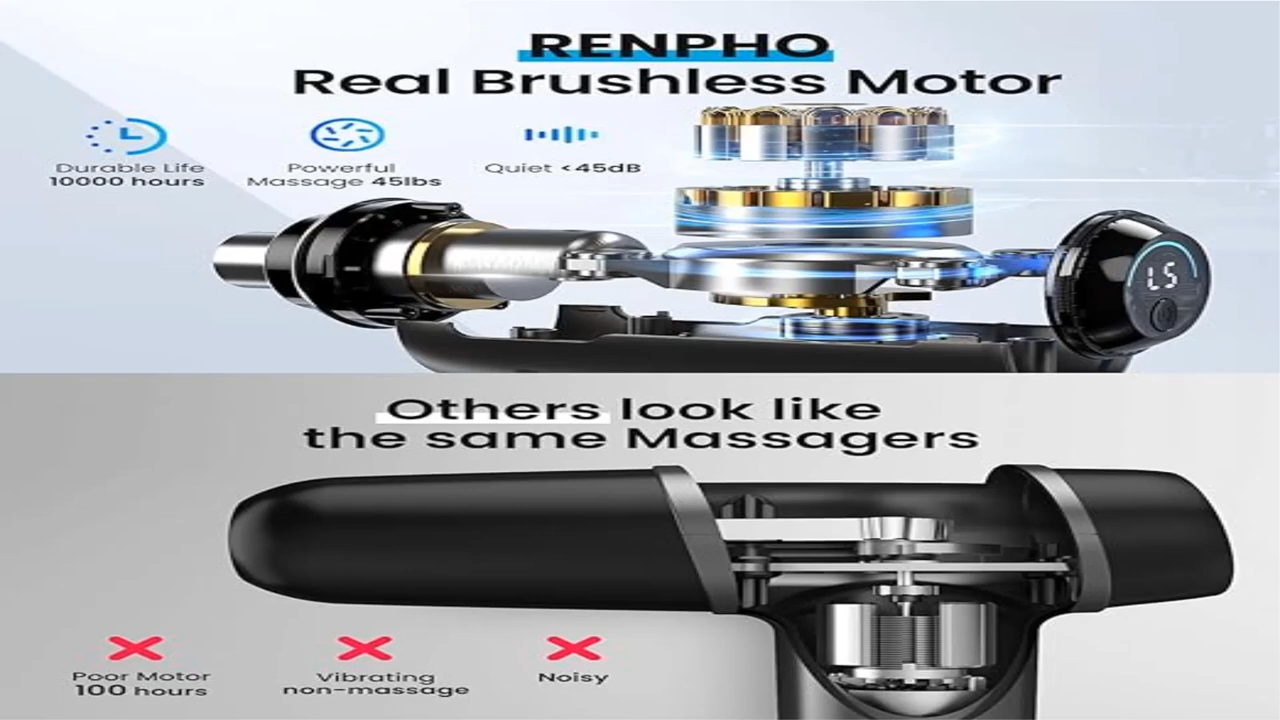 RENPHO
Real Brushless Motor
Durable Life
10000 hours
Powerful
Massage 45lbs
Quiet <45dB
L5
Others look like
the same Massagers
Poor Motor
100 hours
Vibrating
non-massage
Noisy